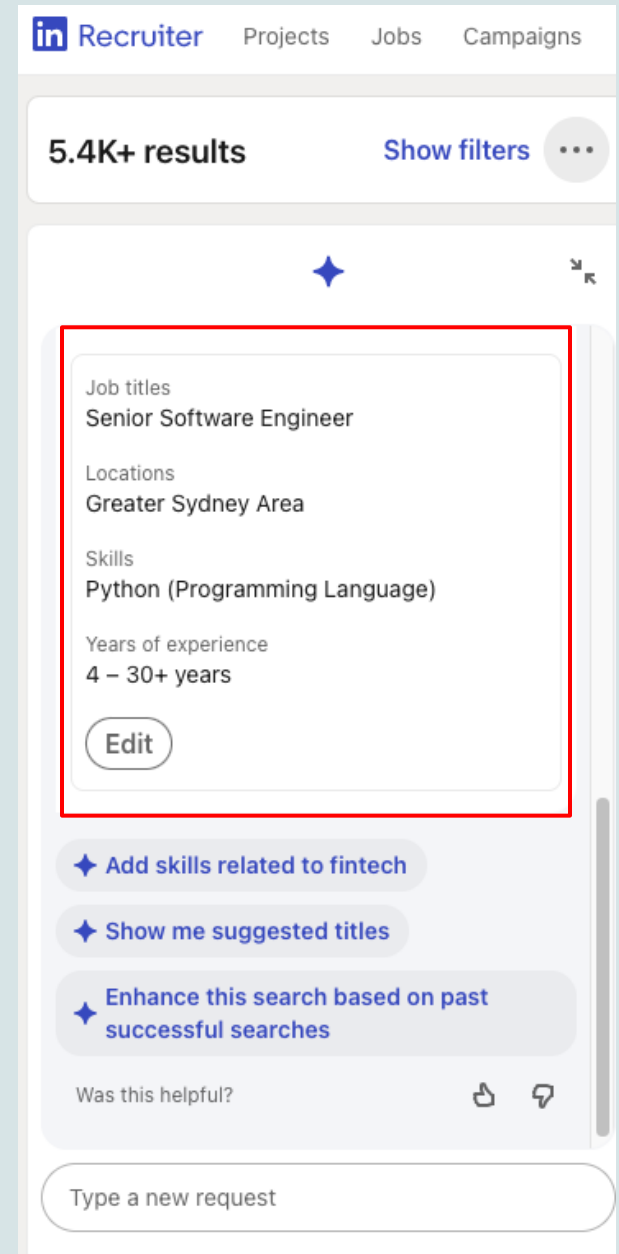 in Recruiter Projects Jobs Campaigns
5.4K+ results Show filters ...
Job titles
Senior Software Engineer
Locations
Greater Sydney Area
Skills
Python (Programming Language)
Years of experience
4 – 30+ years
Edit
Add skills related to fintech
Show me suggested titles
Enhance this search based on past
successful searches
Was this helpful?
Type a new request